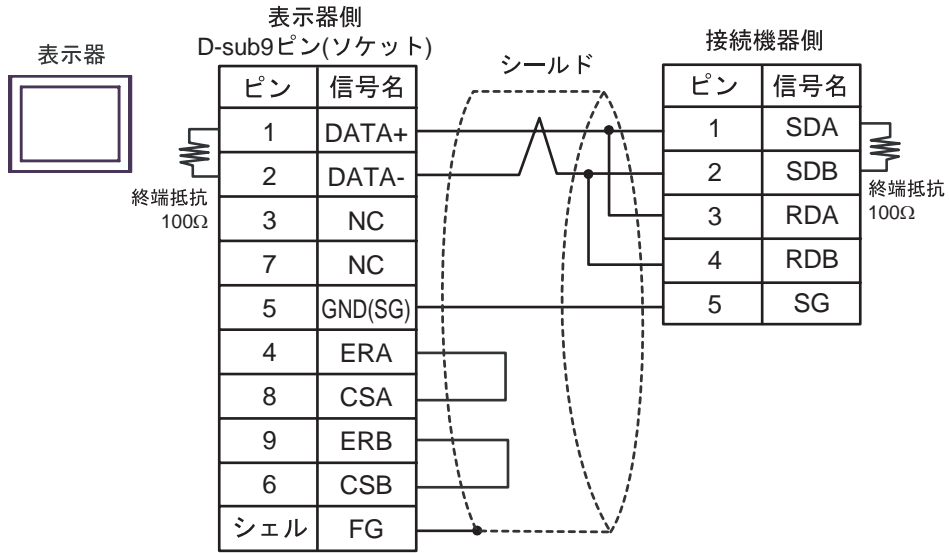 表示器
表示器側
D-sub9ピン(ソケット)
シールド
接続機器側
ピン 信号名
1 DATA+
2 DATA-
3 NC
7 NC
5 GND(SG)
4 ERA
8 CSA
9 ERB
6 CSB
シェル FG
終端抵抗
100Ω
ピン 信号名
1 SDA
2 SDB
3 RDA
4 RDB
5 SG
終端抵抗
100Ω